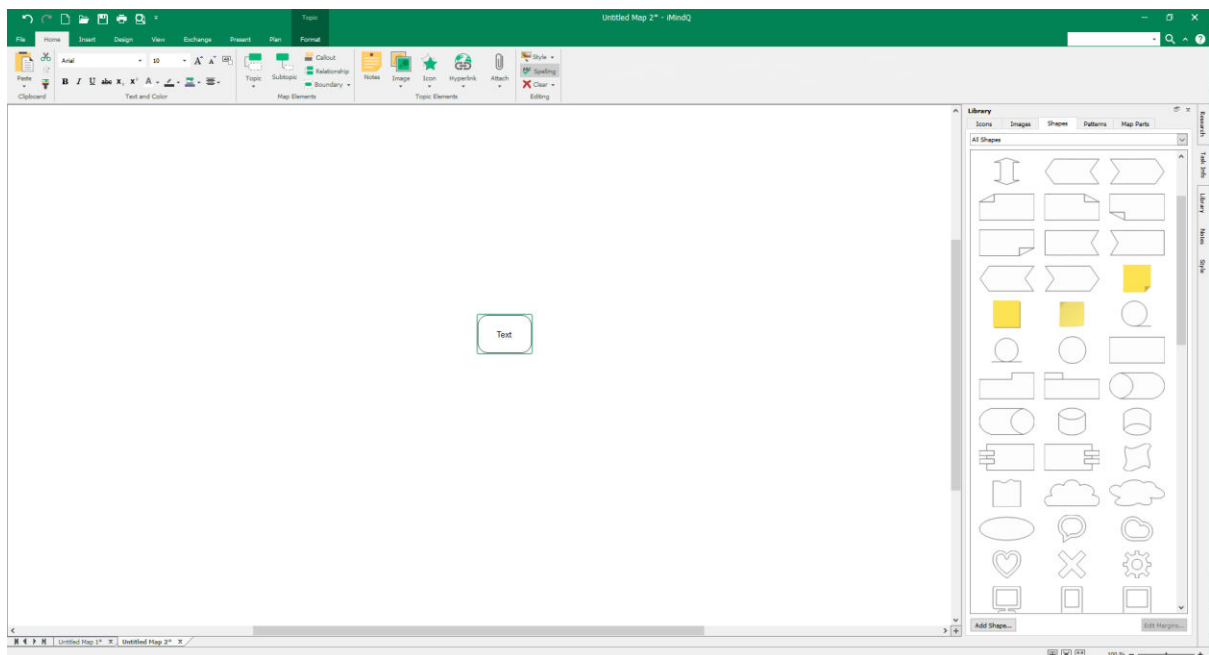 Topic
Untitled Map 2* - iMindQ
File Home Insert Design View Exchange Present Plan Format
Paste
Arial 10
B I U abc X, X' A
Topic
Subtopic
Callout
Relationship
Boundary
Notes
Image
Icon
Hyperlink
Attach
Style
Spelling
Clear
Clipboard
Text and Color
Map Elements
Topic Elements
Editing
Library
Icons Images Shapes Patterns Map Parts
All Shapes
Research
Task Info
Library
Notes
Style
Text
Add Shape...
Edit Margins...
Untitled Map 1* X Untitled Map 2* X
100 %